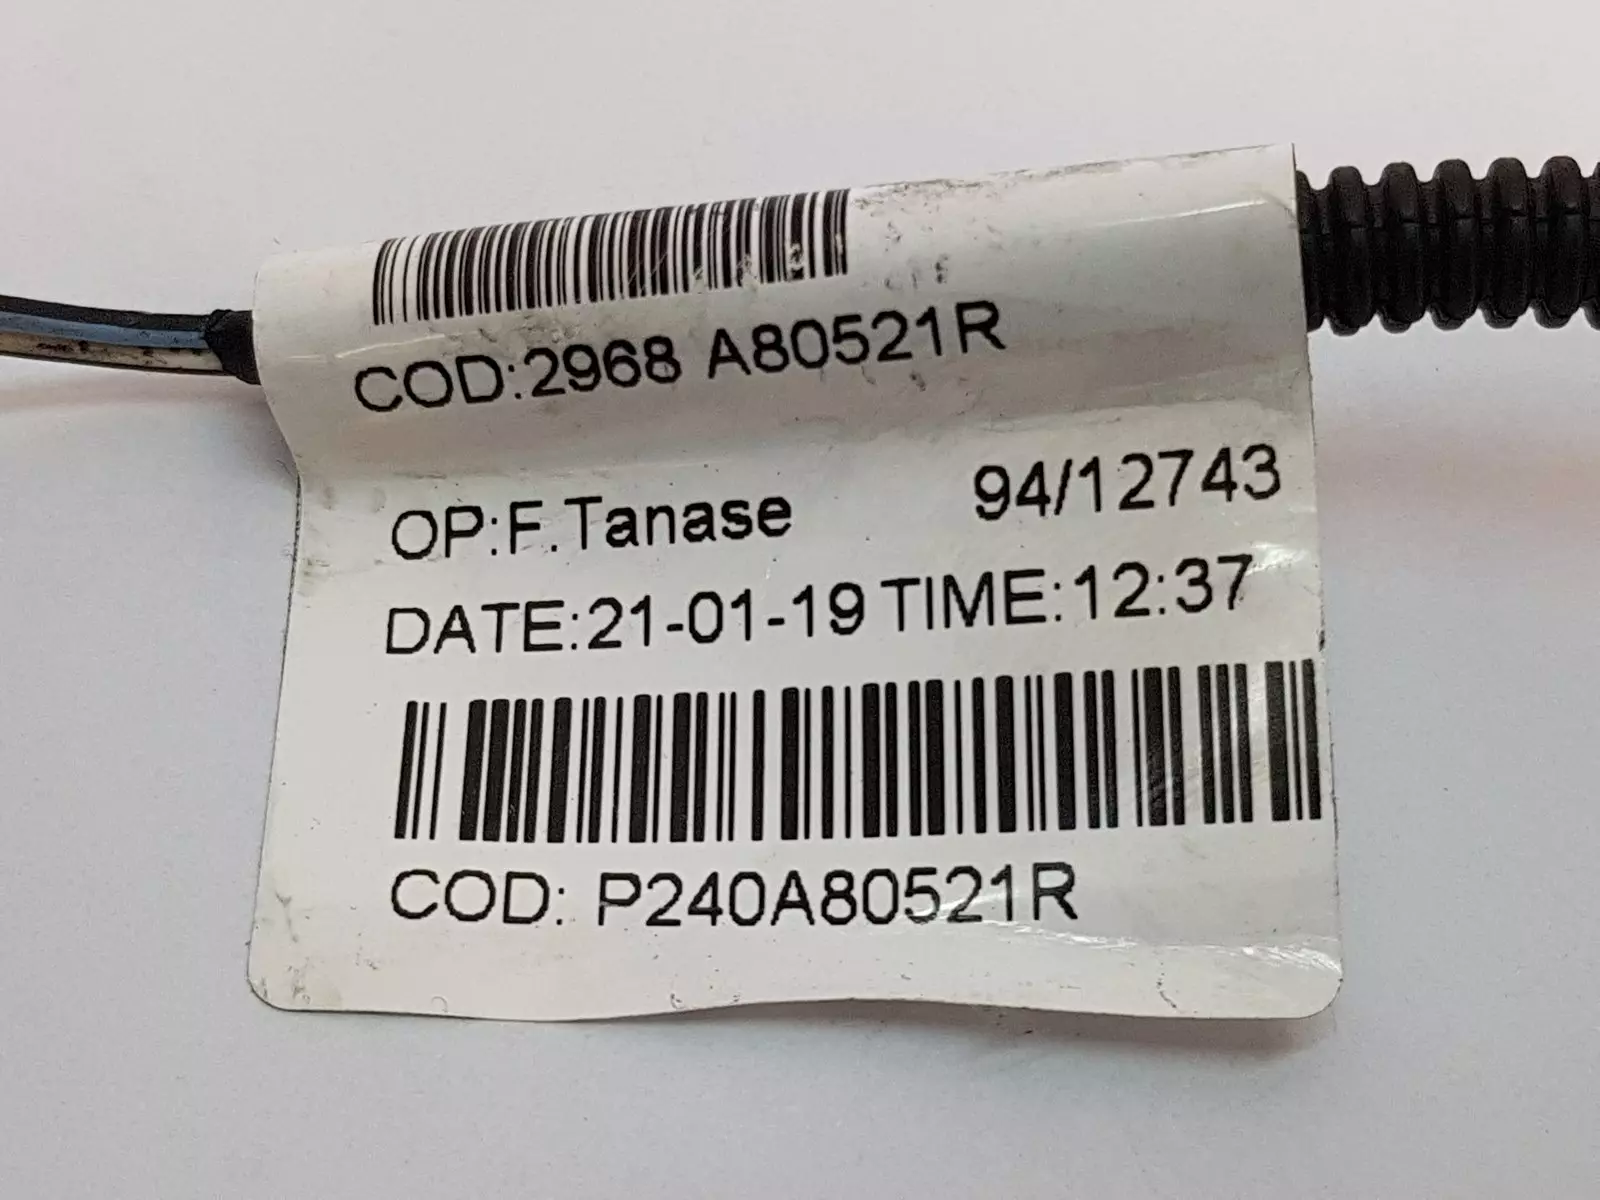 COD:2968 A80521R
OP:F.Tanase 94/12743
DATE:21-01-19 TIME:12:37
COD: P240A80521R